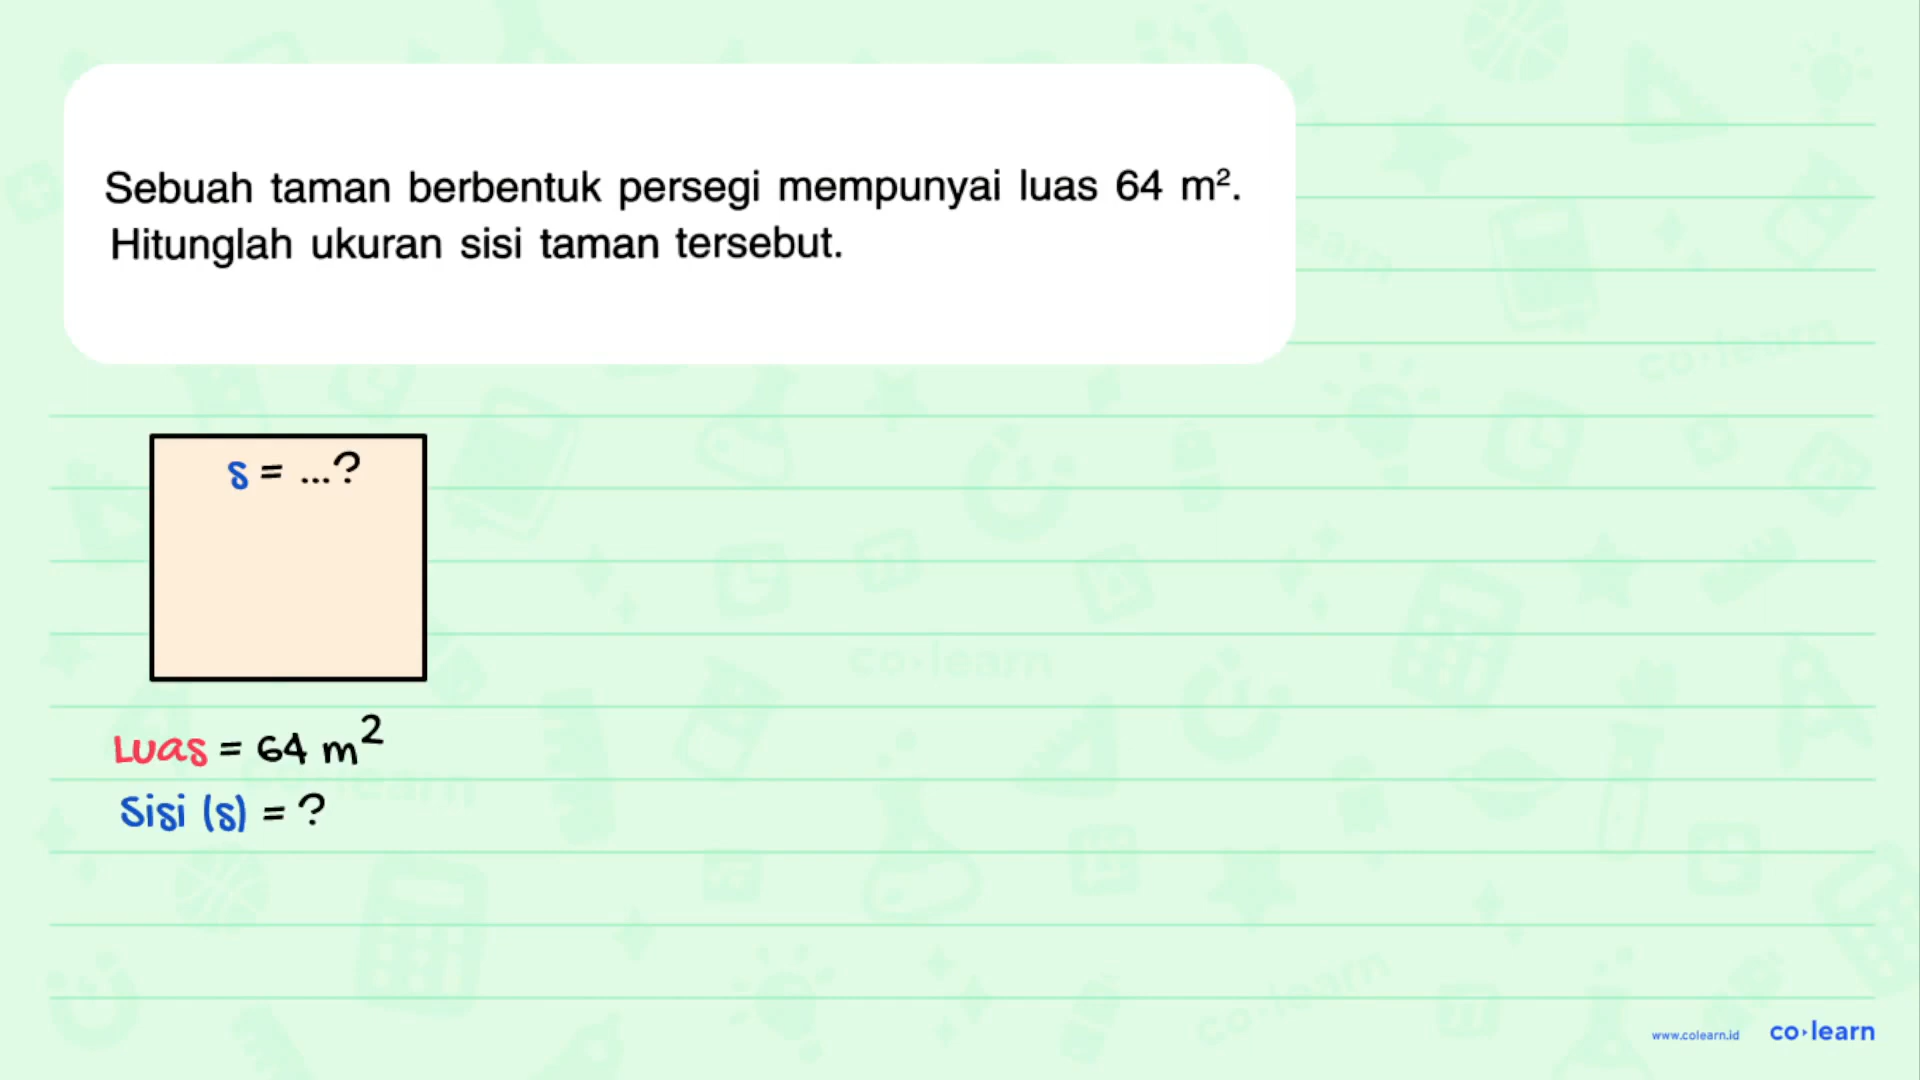 Sebuah taman berbentuk persegi mempunyai luas 64 m².
Hitunglah ukuran sisi taman tersebut.
s = ...?
Luas = 64 m²
Sisi (s) = ?
www.colearn.id co·learn